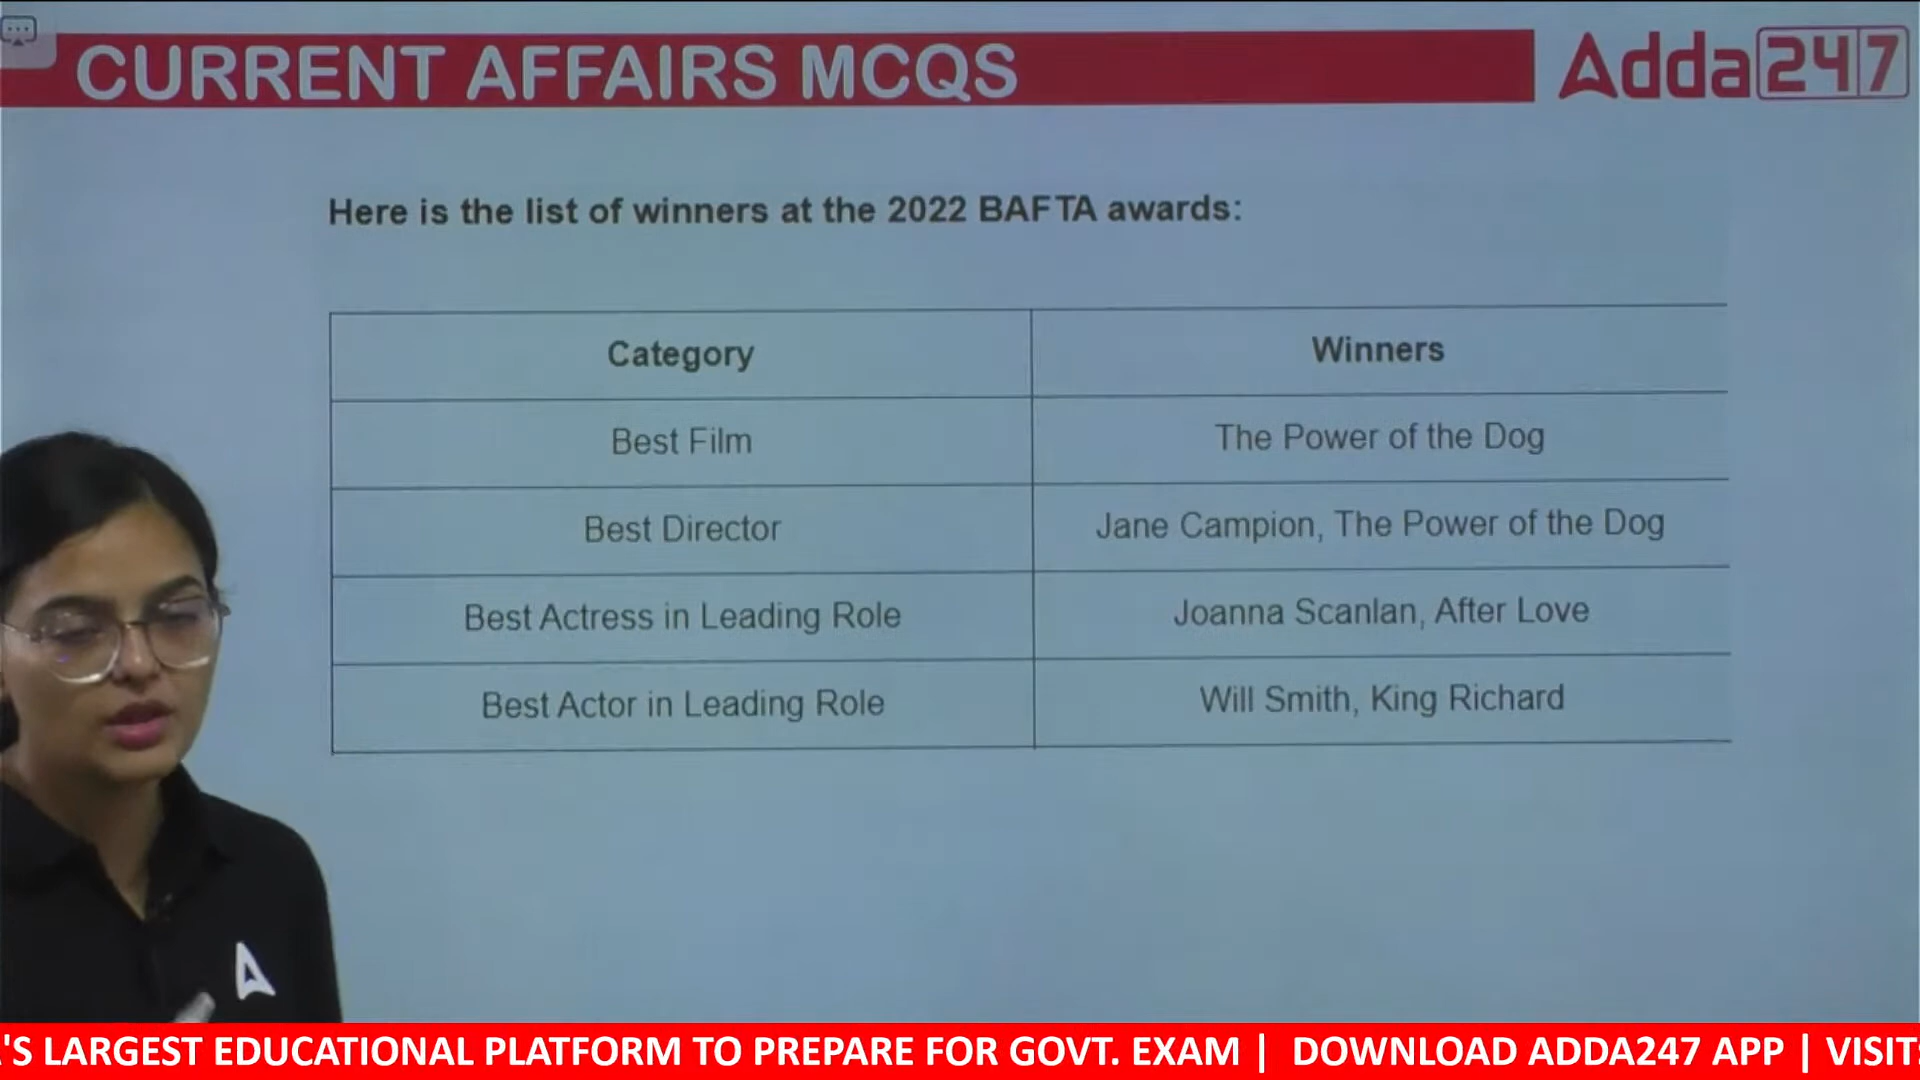 CURRENT AFFAIRS MCQS
Adda247
Here is the list of winners at the 2022 BAFTA awards:
Category Winners
Best Film The Power of the Dog
Best Director Jane Campion, The Power of the Dog
Best Actress in Leading Role Joanna Scanlan, After Love
Best Actor in Leading Role Will Smith, King Richard
'S LARGEST EDUCATIONAL PLATFORM TO PREPARE FOR GOVT. EXAM | DOWNLOAD ADDA247 APP | VISIT